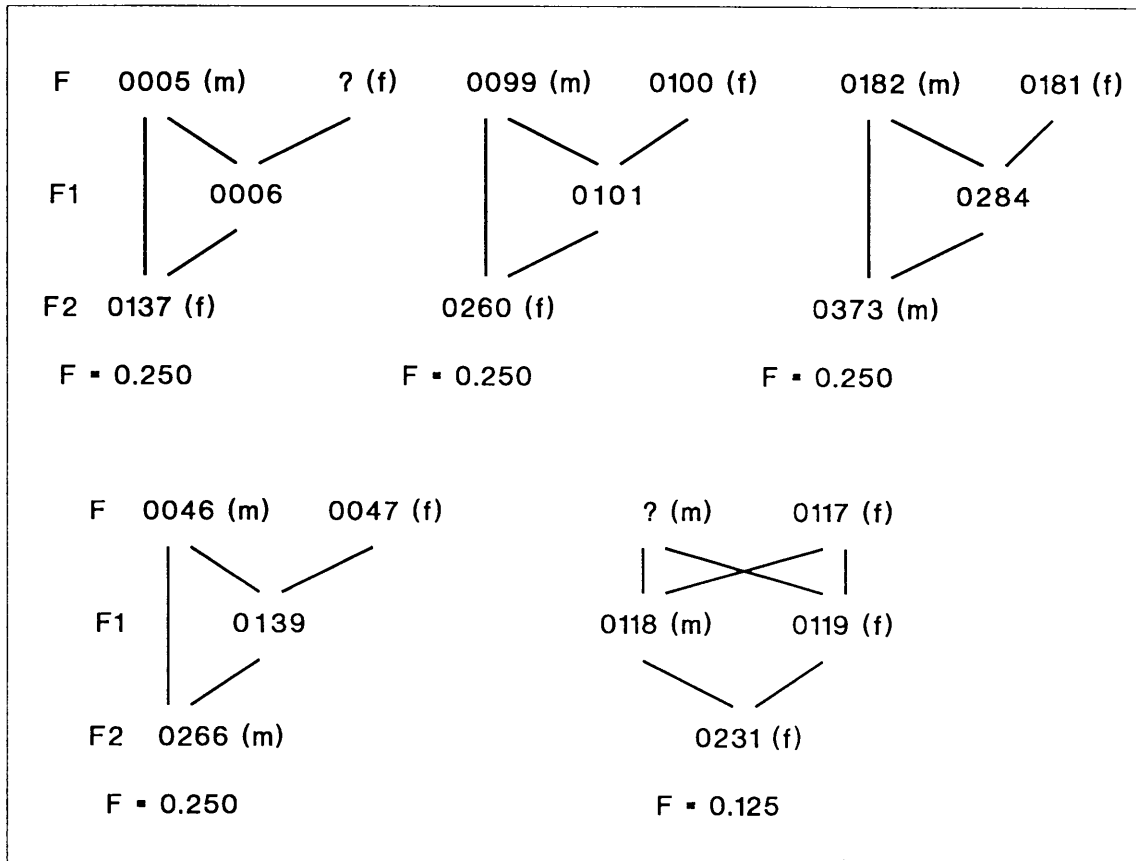 F 0005 (m) ? (f) 0099 (m) 0100 (f) 0182 (m) 0181 (f)
F1 0006 0101 0284
F2 0137 (f) 0260 (f) 0373 (m)
F = 0.250 F = 0.250 F = 0.250
F 0046 (m) 0047 (f) ? (m) 0117 (f)
F1 0139 0118 (m) 0119 (f)
F2 0266 (m) 0231 (f)
F = 0.250 F = 0.125